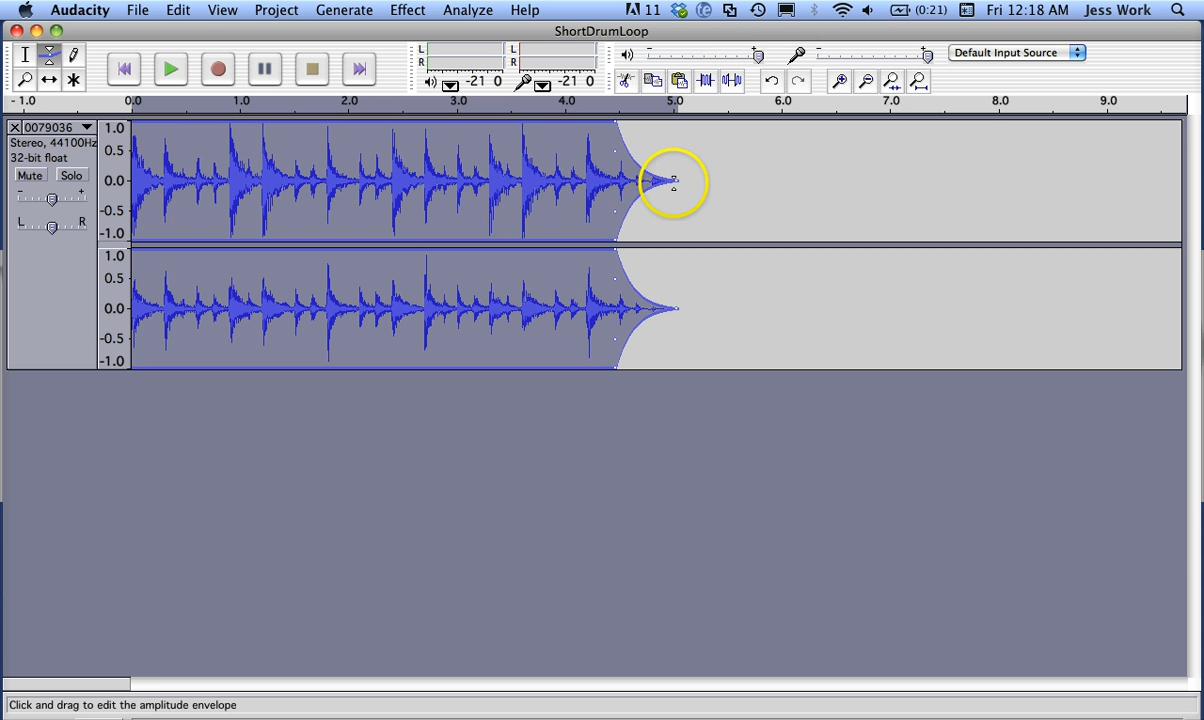 Audacity File Edit View Project Generate Effect Analyze Help 11 (0:21) Fri 12:18 AM Jess Work
ShortDrumLoop
L L
R R
-21 0 -21 0
Default Input Source
-1.0 0.0 1.0 2.0 3.0 4.0 5.0 6.0 7.0 8.0 9.0
0079036
Stereo, 44100Hz
32-bit float
Mute Solo
- +
L R
1.0
0.5
0.0
-0.5
-1.0
1.0
0.5
0.0
-0.5
-1.0
Click and drag to edit the amplitude envelope